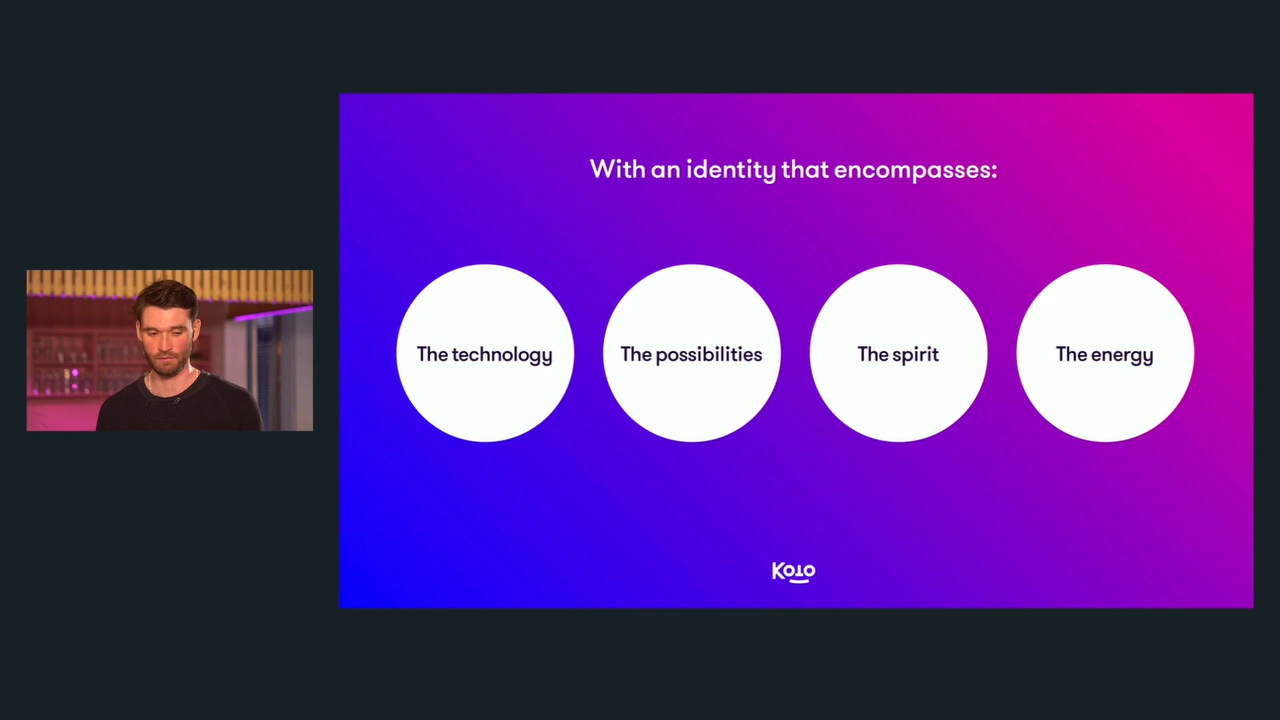 With an identity that encompasses:
The technology
The possibilities
The spirit
The energy
Koto